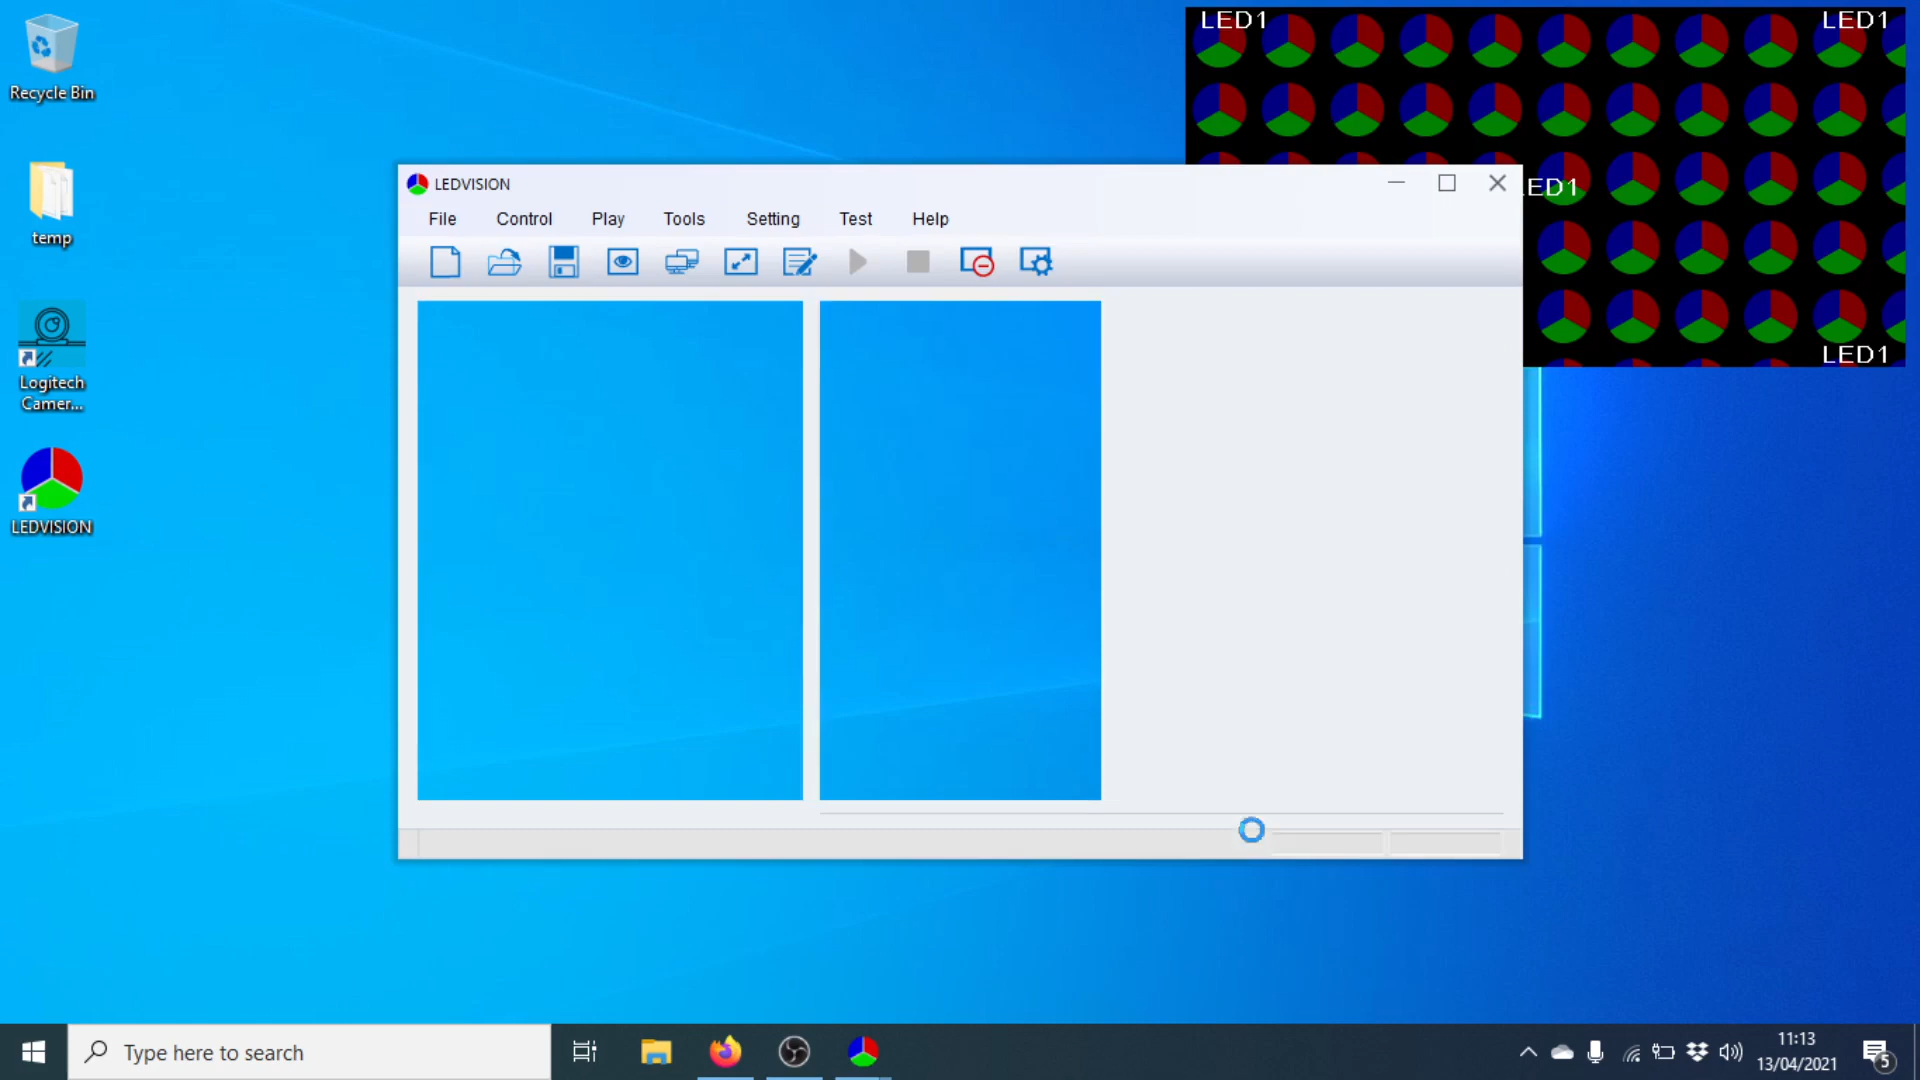 Recycle Bin
temp
Logitech
Camer...
LEDVISION
LED1
LED1
LED1
LED1
LEDVISION
File Control Play Tools Setting Test Help
Type here to search
11:13
13/04/2021
5